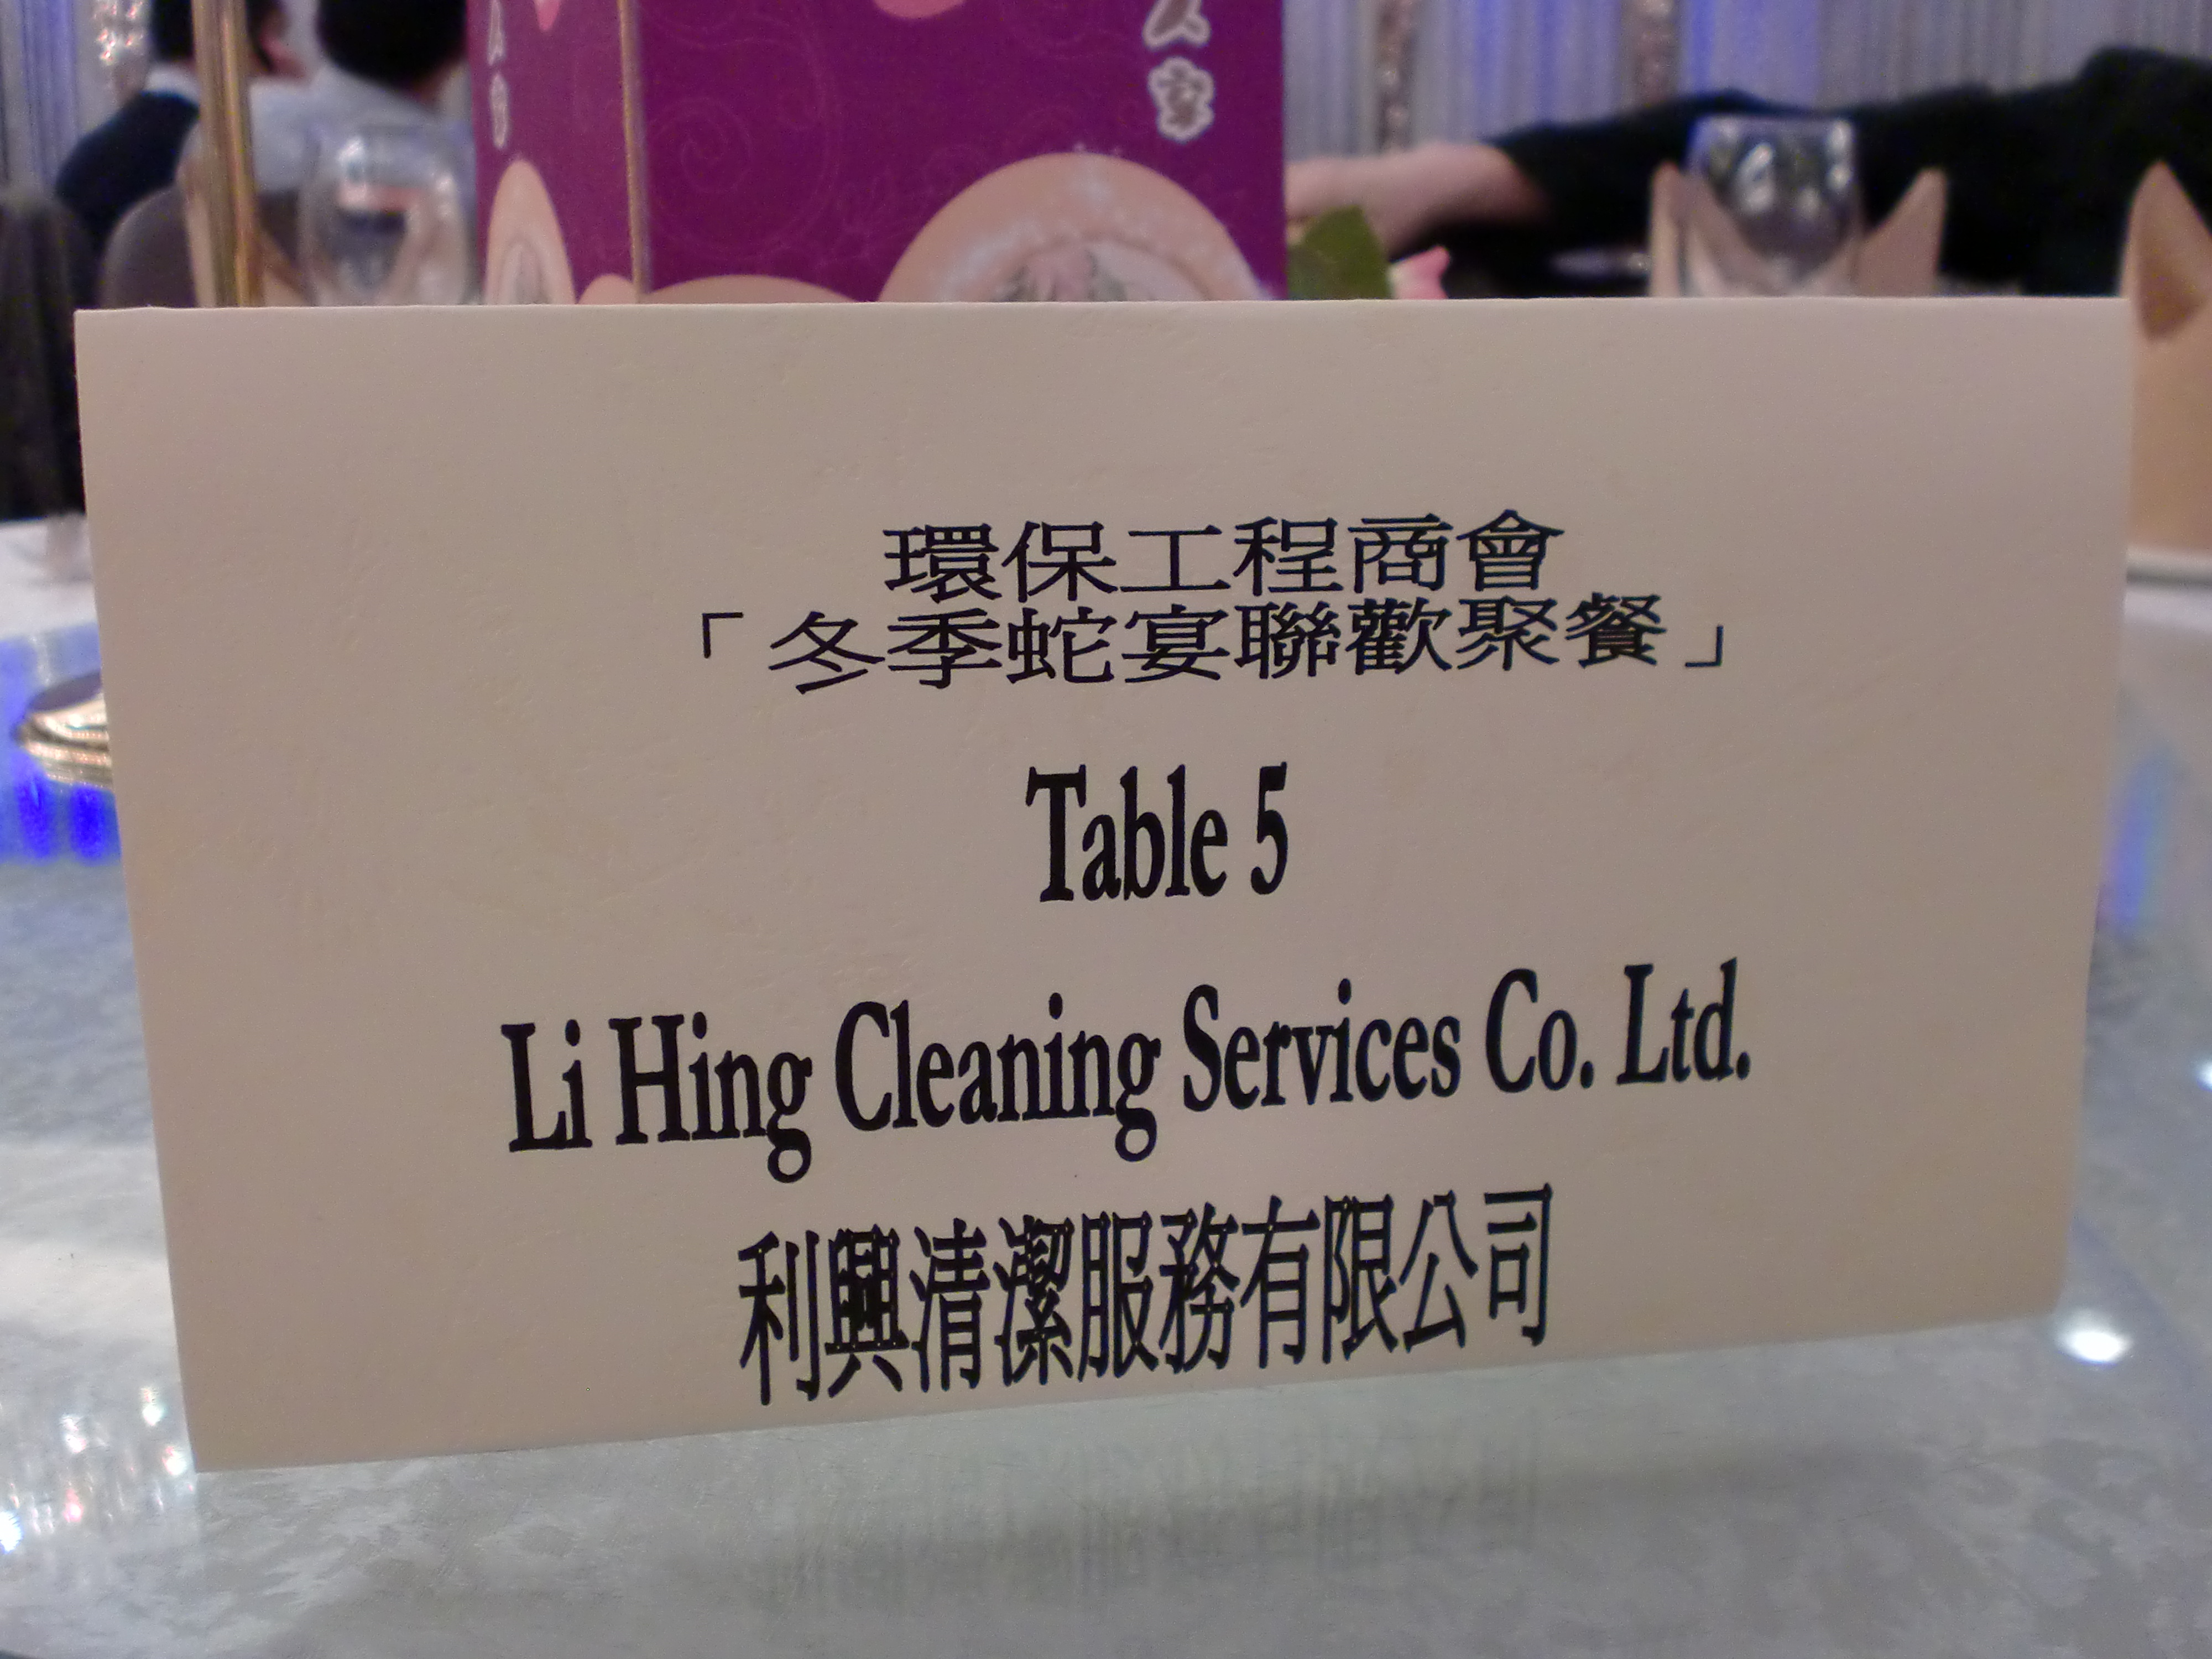 環保工程商會
「冬季蛇宴聯歡聚餐」
Table 5
Li Hing Cleaning Services Co. Ltd.
利興清潔服務有限公司